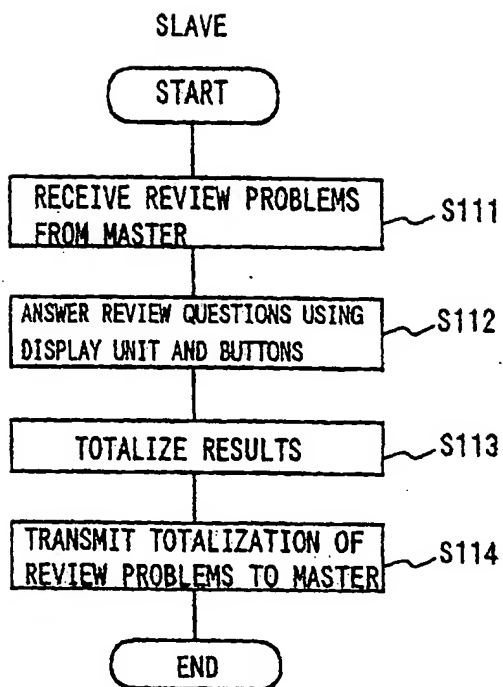 SLAVE
START
RECEIVE REVIEW PROBLEMS
FROM MASTER
S111
ANSWER REVIEW QUESTIONS USING
DISPLAY UNIT AND BUTTONS
S112
TOTALIZE RESULTS
S113
TRANSMIT TOTALIZATION OF
REVIEW PROBLEMS TO MASTER
S114
END